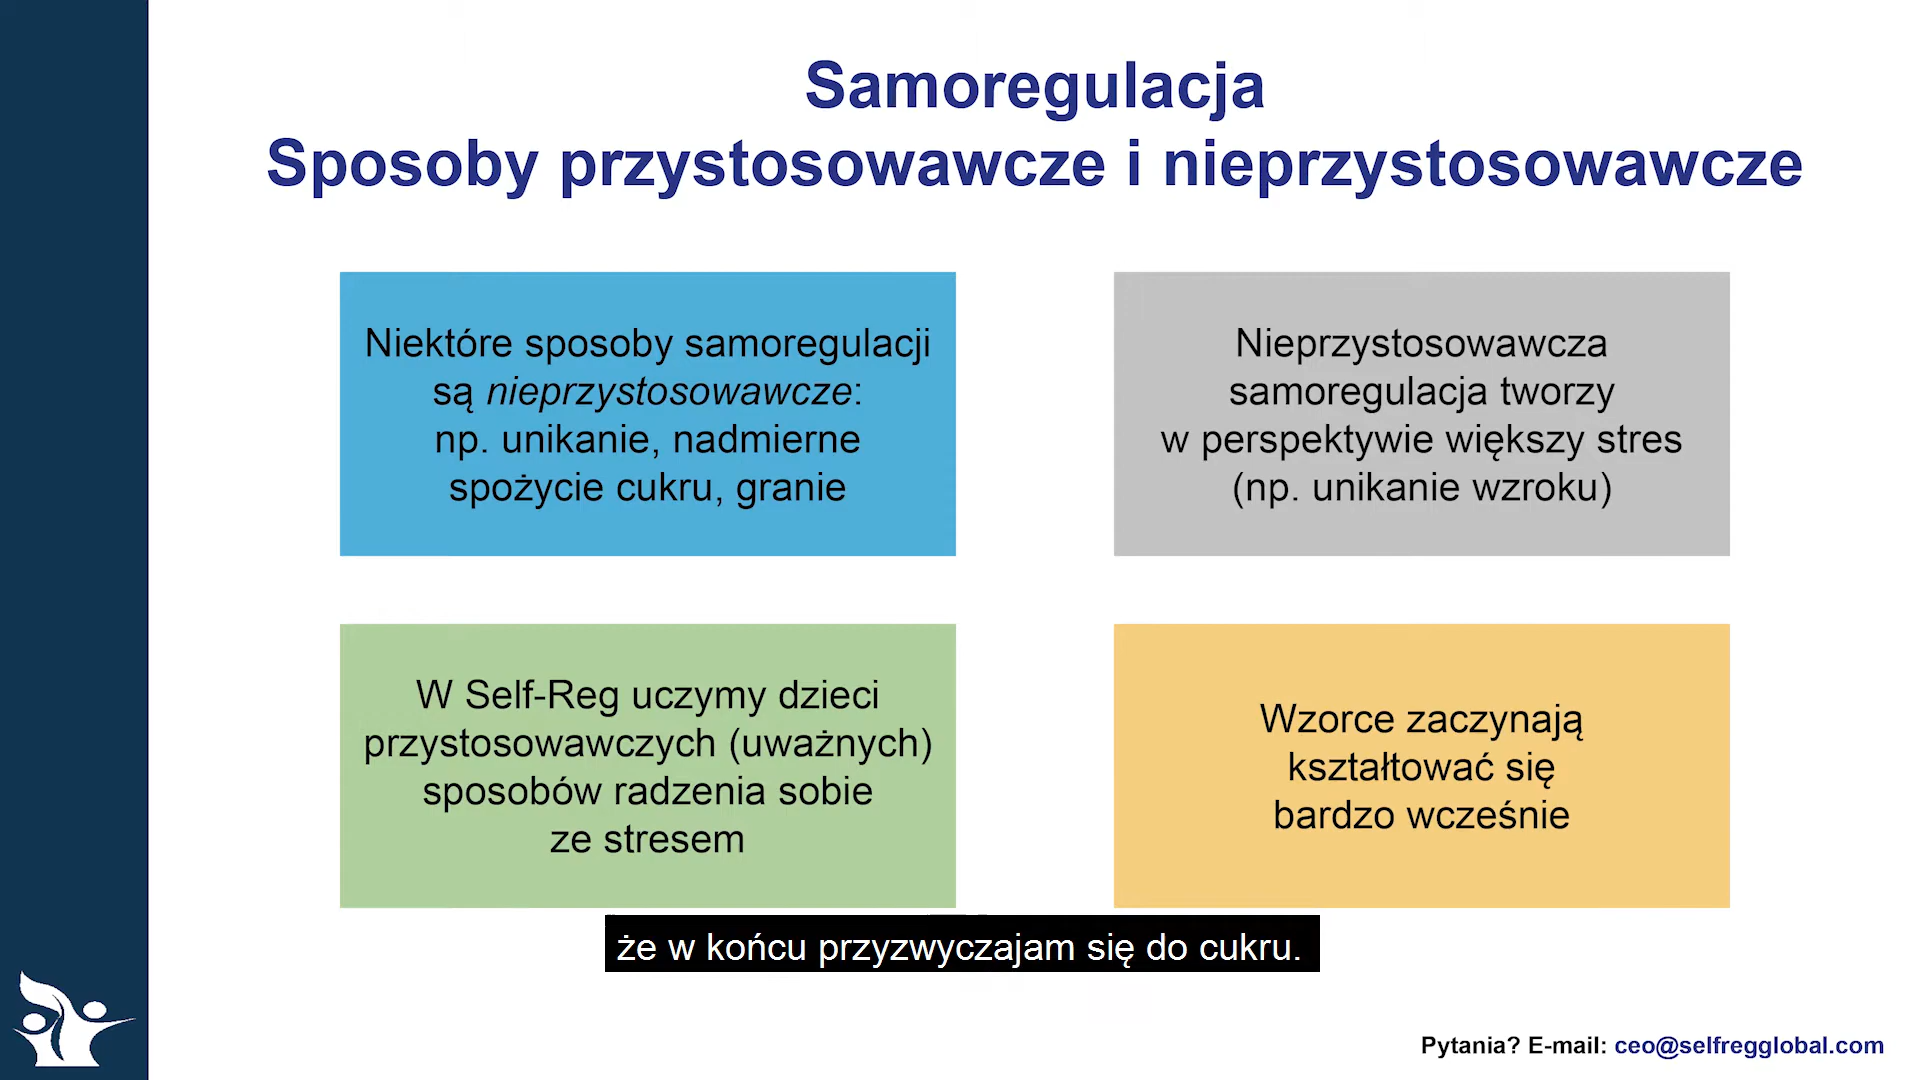 Samoregulacja
Sposoby przystosowawcze i nieprzystosowawcze
Niektóre sposoby samoregulacji
są nieprzystosowawcze:
np. unikanie, nadmierne
spożycie cukru, granie
Nieprzystosowawcza
samoregulacja tworzy
w perspektywie większy stres
(np. unikanie wzroku)
W Self-Reg uczymy dzieci
przystosowawczych (uważnych)
sposobów radzenia sobie
ze stresem
Wzorce zaczynają
kształtować się
bardzo wcześnie
że w końcu przyzwyczajam się do cukru.
Pytania? E-mail: ceo@selfregglobal.com